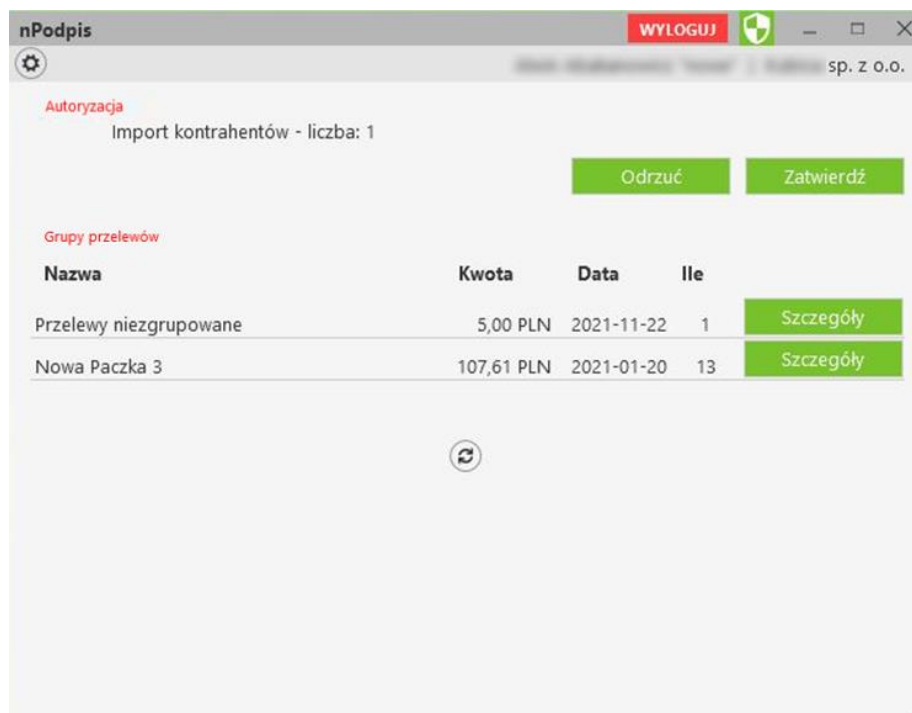 nPodpis WYLOGUJ
sp. z o.o.
Autoryzacja
Import kontrahentów - liczba: 1
Odrzuć Zatwierdź
Grupy przelewów
Nazwa Kwota Data Ile
Przelewy niezgrupowane 5,00 PLN 2021-11-22 1 Szczegóły
Nowa Paczka 3 107,61 PLN 2021-01-20 13 Szczegóły